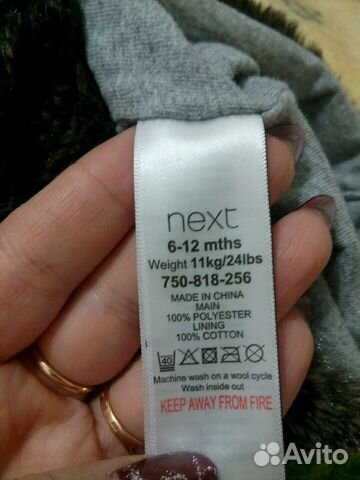 next
6-12 mths
Weight 11kg/24lbs
750-818-256
MADE IN CHINA
MAIN
100% POLYESTER
LINING
100% COTTON
40
Machine wash on a wool cycle
Wash inside out
KEEP AWAY FROM FIRE
Avito